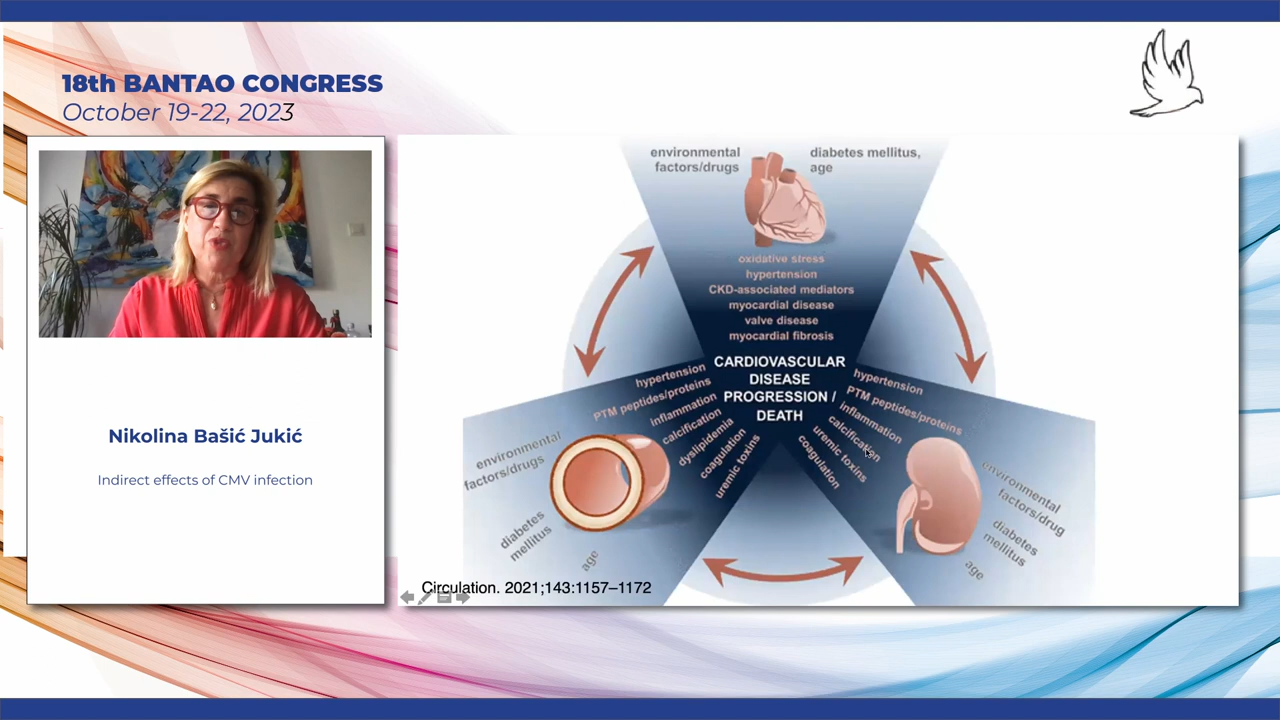 18th BANTAO CONGRESS
October 19-22, 2023
Nikolina Bašić Jukić
Indirect effects of CMV infection
environmental
factors/drugs
diabetes mellitus,
age
oxidative stress
hypertension
CKD-associated mediators
myocardial disease
valve disease
myocardial fibrosis
CARDIOVASCULAR
DISEASE
PROGRESSION /
DEATH
hypertension
PTM peptides/proteins
inflammation
calcification
dyslipidemia
coagulation
uremic toxins
environmental
factors/drugs
diabetes
mellitus
age
hypertension
PTM peptides/proteins
inflammation
calcification
uremic toxins
coagulation
environmental
factors/drug
diabetes
mellitus
age
Circulation. 2021;143:1157–1172